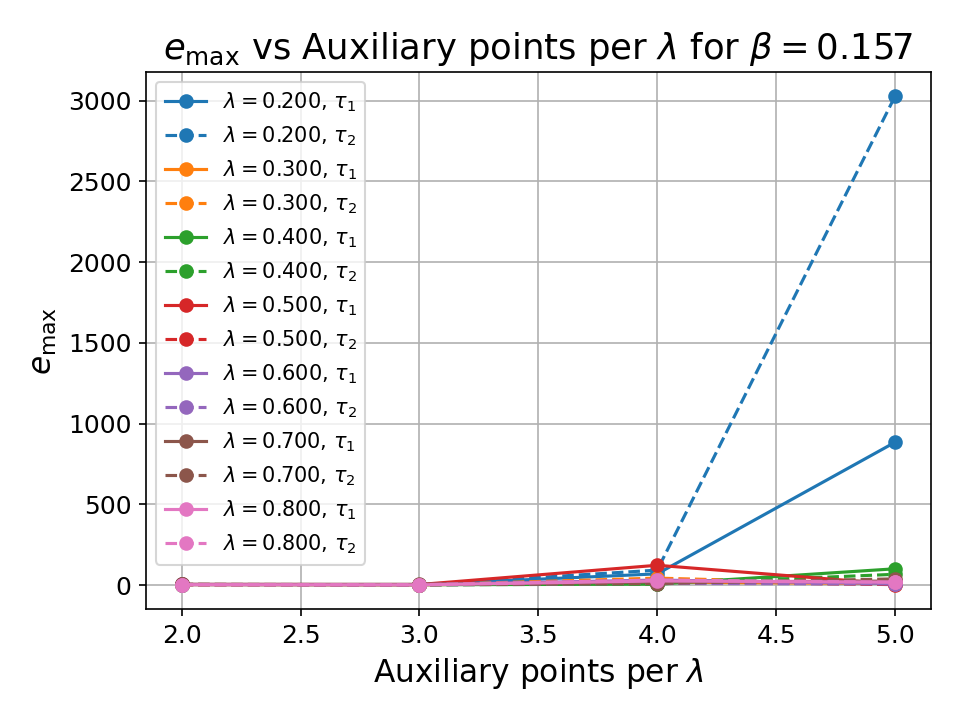 e_max vs Auxiliary points per λ for β = 0.157
3000
2500
2000
1500
1000
500
0
e_max
λ = 0.200, τ₁
λ = 0.200, τ₂
λ = 0.300, τ₁
λ = 0.300, τ₂
λ = 0.400, τ₁
λ = 0.400, τ₂
λ = 0.500, τ₁
λ = 0.500, τ₂
λ = 0.600, τ₁
λ = 0.600, τ₂
λ = 0.700, τ₁
λ = 0.700, τ₂
λ = 0.800, τ₁
λ = 0.800, τ₂
2.0 2.5 3.0 3.5 4.0 4.5 5.0
Auxiliary points per λ